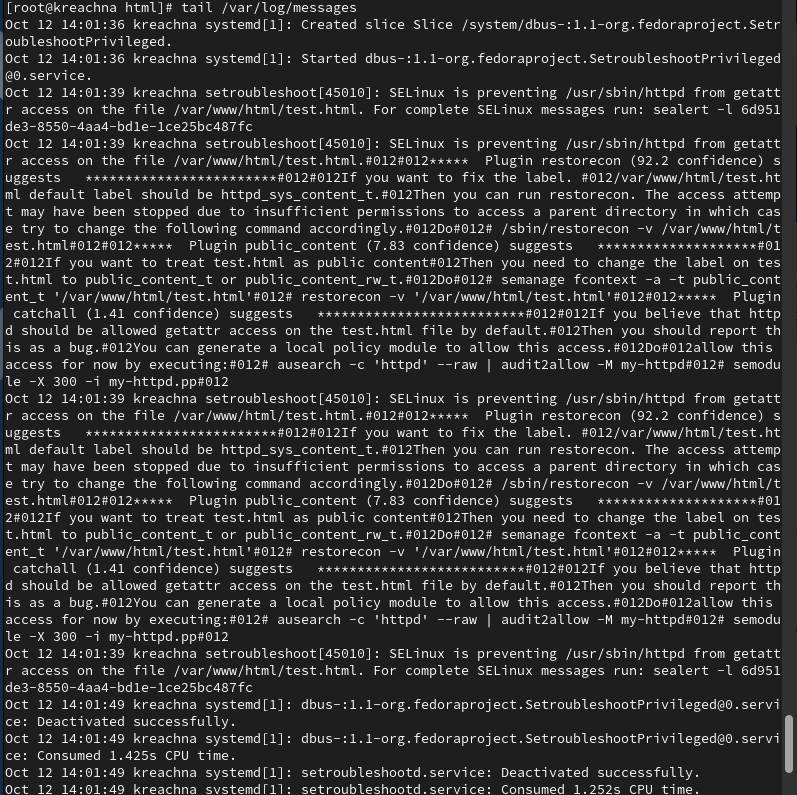 [root@kreachna html]# tail /var/log/messages
Oct 12 14:01:36 kreachna systemd[1]: Created slice Slice /system/dbus-:1.1-org.fedoraproject.Setr
oubleshootPrivileged.
Oct 12 14:01:36 kreachna systemd[1]: Started dbus-:1.1-org.fedoraproject.SetroubleshootPrivileged
@0.service.
Oct 12 14:01:39 kreachna setroubleshoot[45010]: SELinux is preventing /usr/sbin/httpd from getatt
r access on the file /var/www/html/test.html. For complete SELinux messages run: sealert -l 6d951
de3-8550-4aa4-bd1e-1ce25bc487fc
Oct 12 14:01:39 kreachna setroubleshoot[45010]: SELinux is preventing /usr/sbin/httpd from getatt
r access on the file /var/www/html/test.html.#012#012*****  Plugin restorecon (92.2 confidence) s
uggests   ************************#012#012If you want to fix the label. #012/var/www/html/test.ht
ml default label should be httpd_sys_content_t.#012Then you can run restorecon. The access attemp
t may have been stopped due to insufficient permissions to access a parent directory in which cas
e try to change the following command accordingly.#012Do#012# /sbin/restorecon -v /var/www/html/t
est.html#012#012*****  Plugin public_content (7.83 confidence) suggests   ********************#01
2#012If you want to treat test.html as public content#012Then you need to change the label on tes
t.html to public_content_t or public_content_rw_t.#012Do#012# semanage fcontext -a -t public_cont
ent_t '/var/www/html/test.html'#012# restorecon -v '/var/www/html/test.html'#012#012*****  Plugin
 catchall (1.41 confidence) suggests   **************************#012#012If you believe that http
d should be allowed getattr access on the test.html file by default.#012Then you should report th
is as a bug.#012You can generate a local policy module to allow this access.#012Do#012allow this 
access for now by executing:#012# ausearch -c 'httpd' --raw | audit2allow -M my-httpd#012# semodu
le -X 300 -i my-httpd.pp#012
Oct 12 14:01:39 kreachna setroubleshoot[45010]: SELinux is preventing /usr/sbin/httpd from getatt
r access on the file /var/www/html/test.html.#012#012*****  Plugin restorecon (92.2 confidence) s
uggests   ************************#012#012If you want to fix the label. #012/var/www/html/test.ht
ml default label should be httpd_sys_content_t.#012Then you can run restorecon. The access attemp
t may have been stopped due to insufficient permissions to access a parent directory in which cas
e try to change the following command accordingly.#012Do#012# /sbin/restorecon -v /var/www/html/t
est.html#012#012*****  Plugin public_content (7.83 confidence) suggests   ********************#01
2#012If you want to treat test.html as public content#012Then you need to change the label on tes
t.html to public_content_t or public_content_rw_t.#012Do#012# semanage fcontext -a -t public_cont
ent_t '/var/www/html/test.html'#012# restorecon -v '/var/www/html/test.html'#012#012*****  Plugin
 catchall (1.41 confidence) suggests   **************************#012#012If you believe that http
d should be allowed getattr access on the test.html file by default.#012Then you should report th
is as a bug.#012You can generate a local policy module to allow this access.#012Do#012allow this 
access for now by executing:#012# ausearch -c 'httpd' --raw | audit2allow -M my-httpd#012# semodu
le -X 300 -i my-httpd.pp#012
Oct 12 14:01:39 kreachna setroubleshoot[45010]: SELinux is preventing /usr/sbin/httpd from getatt
r access on the file /var/www/html/test.html. For complete SELinux messages run: sealert -l 6d951
de3-8550-4aa4-bd1e-1ce25bc487fc
Oct 12 14:01:49 kreachna systemd[1]: dbus-:1.1-org.fedoraproject.SetroubleshootPrivileged@0.servi
ce: Deactivated successfully.
Oct 12 14:01:49 kreachna systemd[1]: dbus-:1.1-org.fedoraproject.SetroubleshootPrivileged@0.servi
ce: Consumed 1.425s CPU time.
Oct 12 14:01:49 kreachna systemd[1]: setroubleshootd.service: Deactivated successfully.
Oct 12 14:01:49 kreachna systemd[1]: setroubleshootd.service: Consumed 1.252s CPU time.